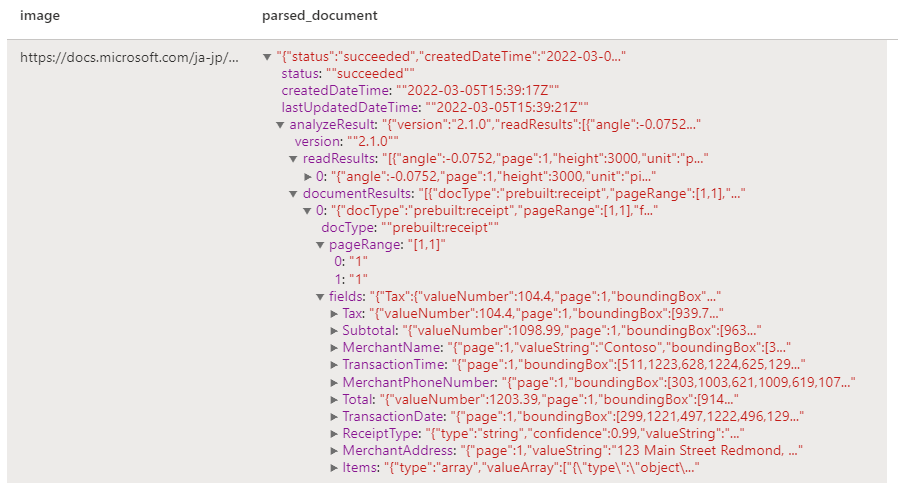 image parsed_document
https://docs.microsoft.com/ja-jp/... "{"status":"succeeded","createdDateTime":"2022-03-0..."
status: ""succeeded""
createdDateTime: ""2022-03-05T15:39:17Z""
lastUpdatedDateTime: ""2022-03-05T15:39:21Z""
analyzeResult: "{"version":"2.1.0","readResults":[{"angle":-0.0752..."
version: ""2.1.0""
readResults: "[{"angle":-0.0752,"page":1,"height":3000,"unit":"p..."
0: "{"angle":-0.0752,"page":1,"height":3000,"unit":"pi..."
documentResults: "[{"docType":"prebuilt:receipt","pageRange":[1,1],"..."
0: "{"docType":"prebuilt:receipt","pageRange":[1,1],"f..."
docType: ""prebuilt:receipt""
pageRange: "[1,1]"
0: "1"
1: "1"
fields: "{"Tax":{"valueNumber":104.4,"page":1,"boundingBox"..."
Tax: "{"valueNumber":104.4,"page":1,"boundingBox":[939.7..."
Subtotal: "{"valueNumber":1098.99,"page":1,"boundingBox":[963..."
MerchantName: "{"page":1,"valueString":"Contoso","boundingBox":[3..."
TransactionTime: "{"page":1,"boundingBox":[511,1223,628,1224,625,129..."
MerchantPhoneNumber: "{"page":1,"boundingBox":[303,1003,621,1009,619,107..."
Total: "{"valueNumber":1203.39,"page":1,"boundingBox":[914..."
TransactionDate: "{"page":1,"boundingBox":[299,1221,497,1222,496,129..."
ReceiptType: "{"type":"string","confidence":0.99,"valueString":"..."
MerchantAddress: "{"page":1,"valueString":"123 Main Street Redmond, ..."
Items: "{"type":"array","valueArray":["{\"type\":\"object\..."